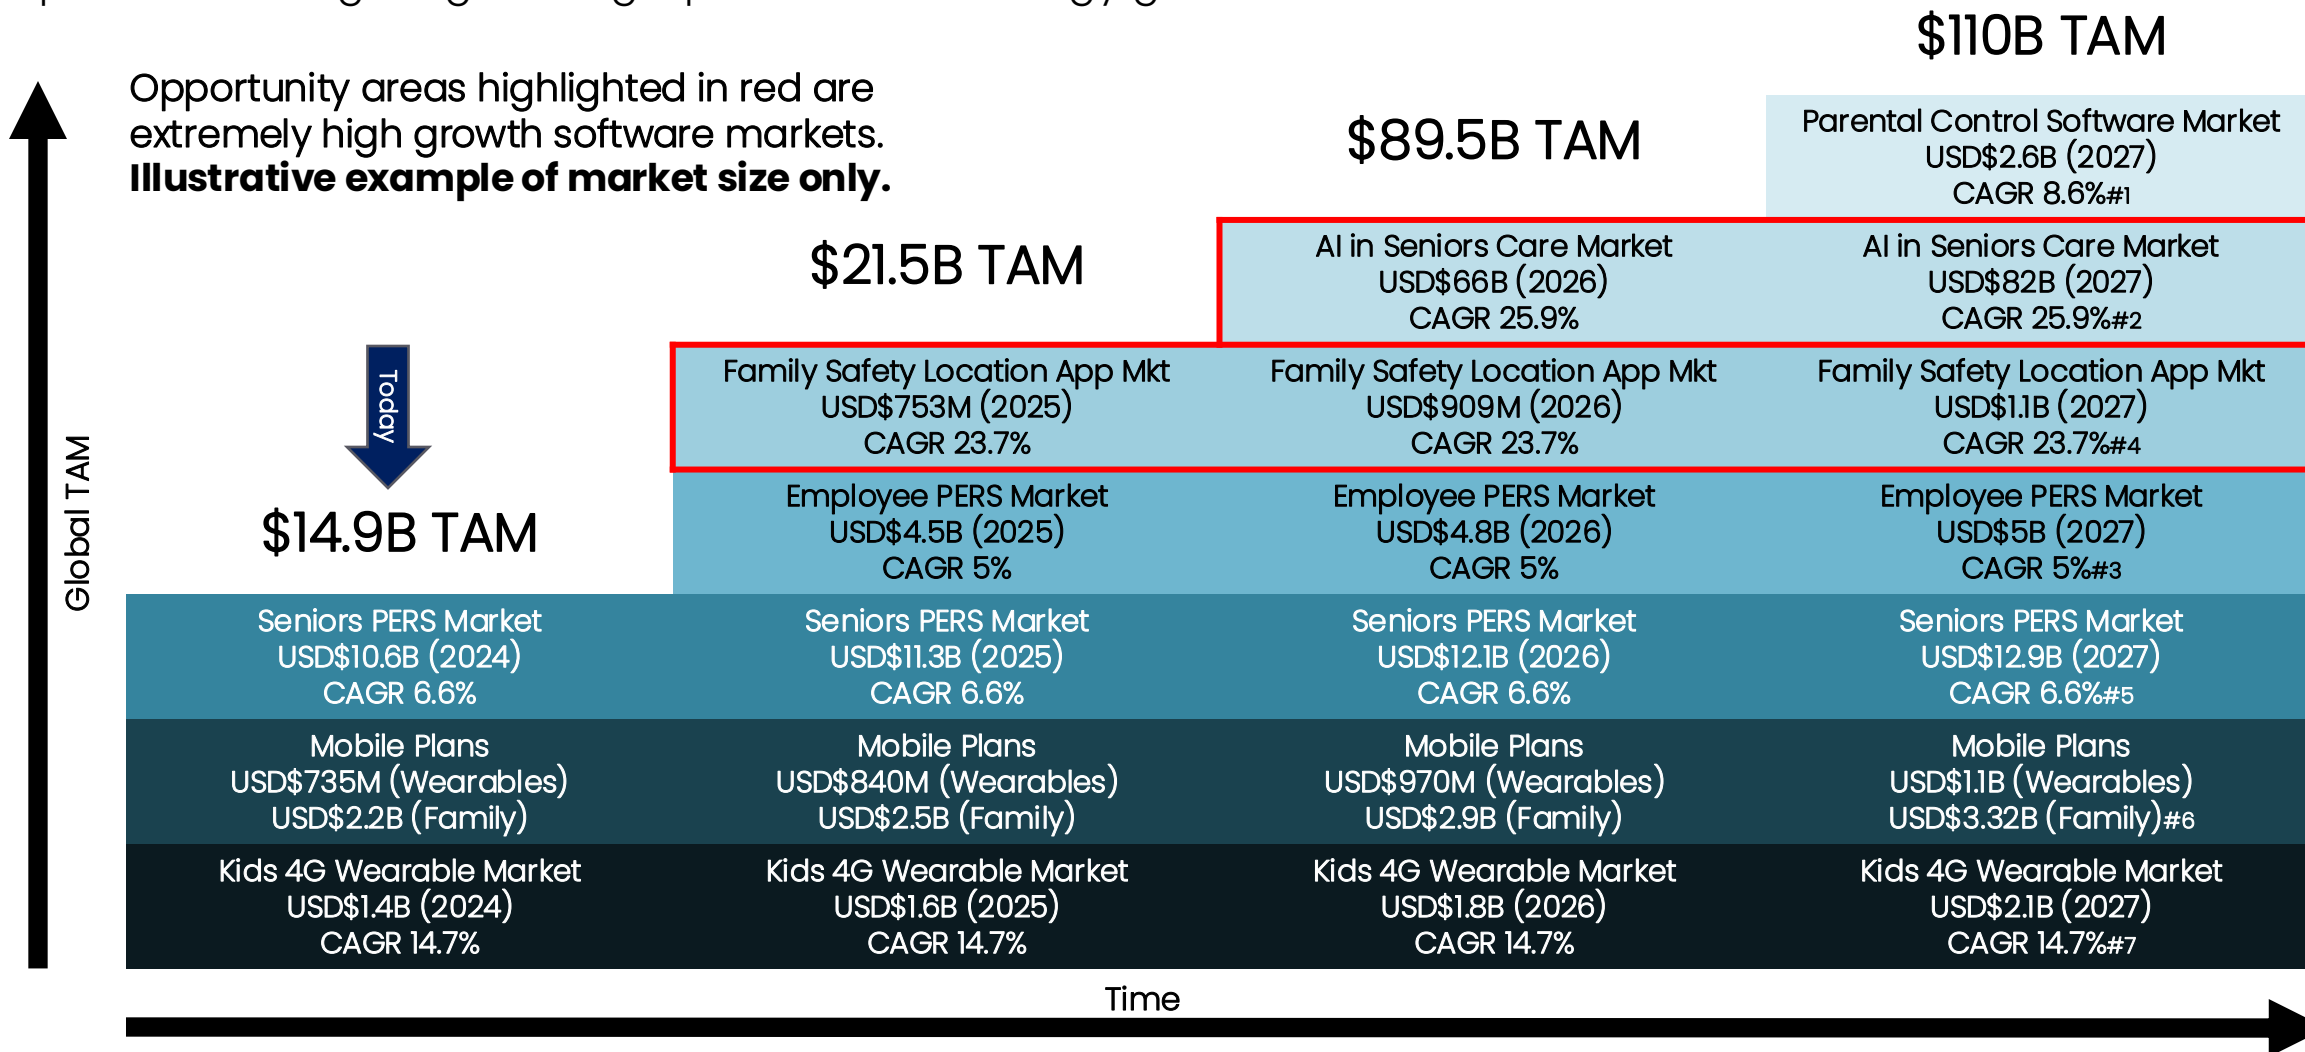 $110B TAM
Opportunity areas highlighted in red are
extremely high growth software markets.
Illustrative example of market size only.
$89.5B TAM
Parental Control Software Market
USD$2.6B (2027)
CAGR 8.6%#1
$21.5B TAM
AI in Seniors Care Market
USD$66B (2026)
CAGR 25.9%
AI in Seniors Care Market
USD$82B (2027)
CAGR 25.9%#2
Today
Family Safety Location App Mkt
USD$753M (2025)
CAGR 23.7%
Family Safety Location App Mkt
USD$909M (2026)
CAGR 23.7%
Family Safety Location App Mkt
USD$1.1B (2027)
CAGR 23.7%#4
Global TAM
$14.9B TAM
Employee PERS Market
USD$4.5B (2025)
CAGR 5%
Employee PERS Market
USD$4.8B (2026)
CAGR 5%
Employee PERS Market
USD$5B (2027)
CAGR 5%#3
Seniors PERS Market
USD$10.6B (2024)
CAGR 6.6%
Seniors PERS Market
USD$11.3B (2025)
CAGR 6.6%
Seniors PERS Market
USD$12.1B (2026)
CAGR 6.6%
Seniors PERS Market
USD$12.9B (2027)
CAGR 6.6%#5
Mobile Plans
USD$735M (Wearables)
USD$2.2B (Family)
Mobile Plans
USD$840M (Wearables)
USD$2.5B (Family)
Mobile Plans
USD$970M (Wearables)
USD$2.9B (Family)
Mobile Plans
USD$1.1B (Wearables)
USD$3.32B (Family)#6
Kids 4G Wearable Market
USD$1.4B (2024)
CAGR 14.7%
Kids 4G Wearable Market
USD$1.6B (2025)
CAGR 14.7%
Kids 4G Wearable Market
USD$1.8B (2026)
CAGR 14.7%
Kids 4G Wearable Market
USD$2.1B (2027)
CAGR 14.7%#7
Time